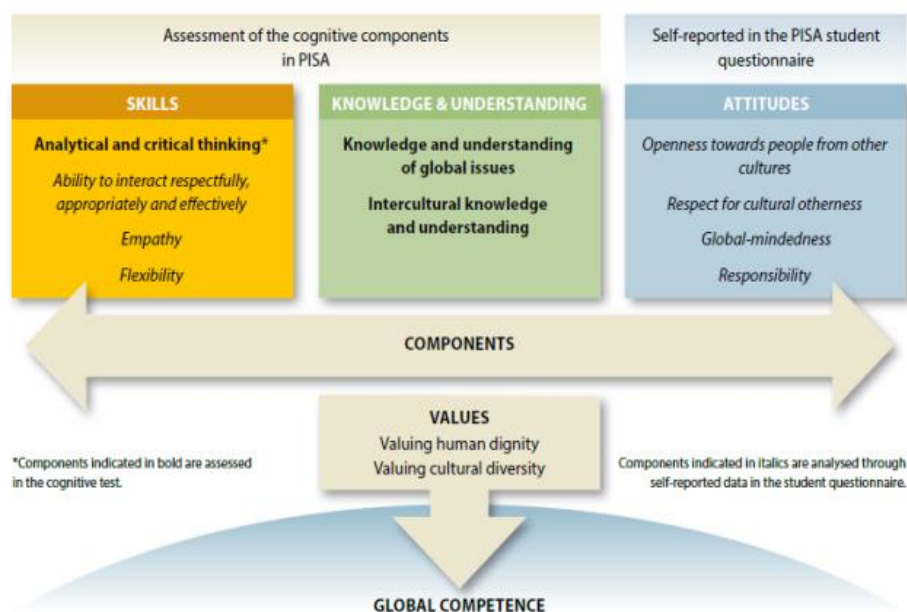 Assessment of the cognitive components
in PISA
Self-reported in the PISA student
questionnaire
SKILLS
Analytical and critical thinking*
Ability to interact respectfully,
appropriately and effectively
Empathy
Flexibility
KNOWLEDGE & UNDERSTANDING
Knowledge and understanding
of global issues
Intercultural knowledge
and understanding
ATTITUDES
Openness towards people from other
cultures
Respect for cultural otherness
Global-mindedness
Responsibility
COMPONENTS
VALUES
Valuing human dignity
Valuing cultural diversity
*Components indicated in bold are assessed
in the cognitive test.
Components indicated in italics are analysed through
self-reported data in the student questionnaire.
GLOBAL COMPETENCE